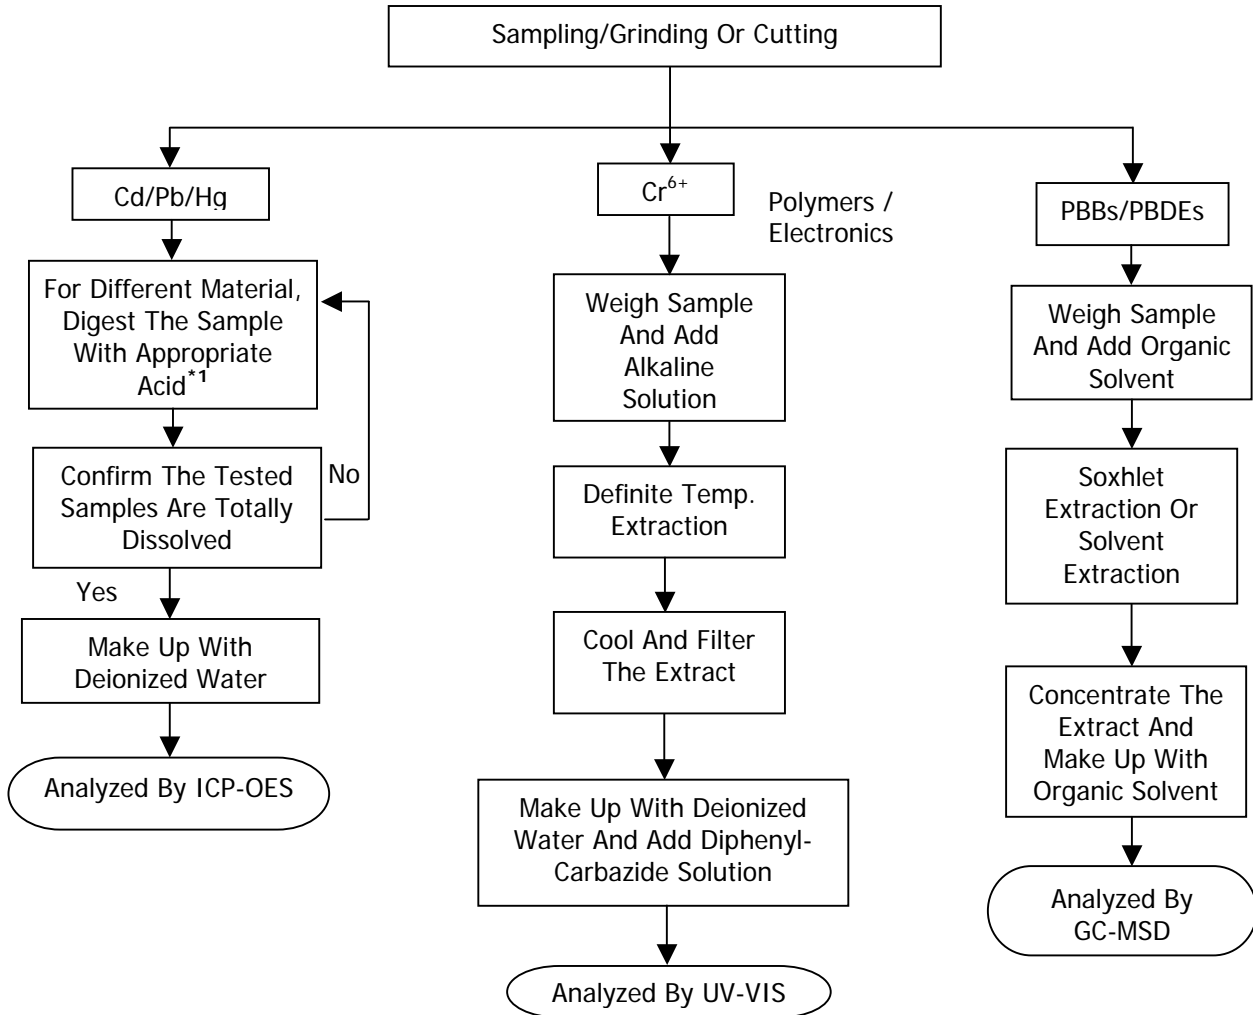 Sampling/Grinding Or Cutting
Cd/Pb/Hg
For Different Material,
Digest The Sample
With Appropriate
Acid*1
Confirm The Tested
Samples Are Totally
Dissolved
No
Yes
Make Up With
Deionized Water
Analyzed By ICP-OES
Cr6+
Polymers /
Electronics
Weigh Sample
And Add
Alkaline
Solution
Definite Temp.
Extraction
Cool And Filter
The Extract
Make Up With Deionized
Water And Add Diphenyl-
Carbazide Solution
Analyzed By UV-VIS
PBBs/PBDEs
Weigh Sample
And Add Organic
Solvent
Soxhlet
Extraction Or
Solvent
Extraction
Concentrate The
Extract And
Make Up With
Organic Solvent
Analyzed By
GC-MSD